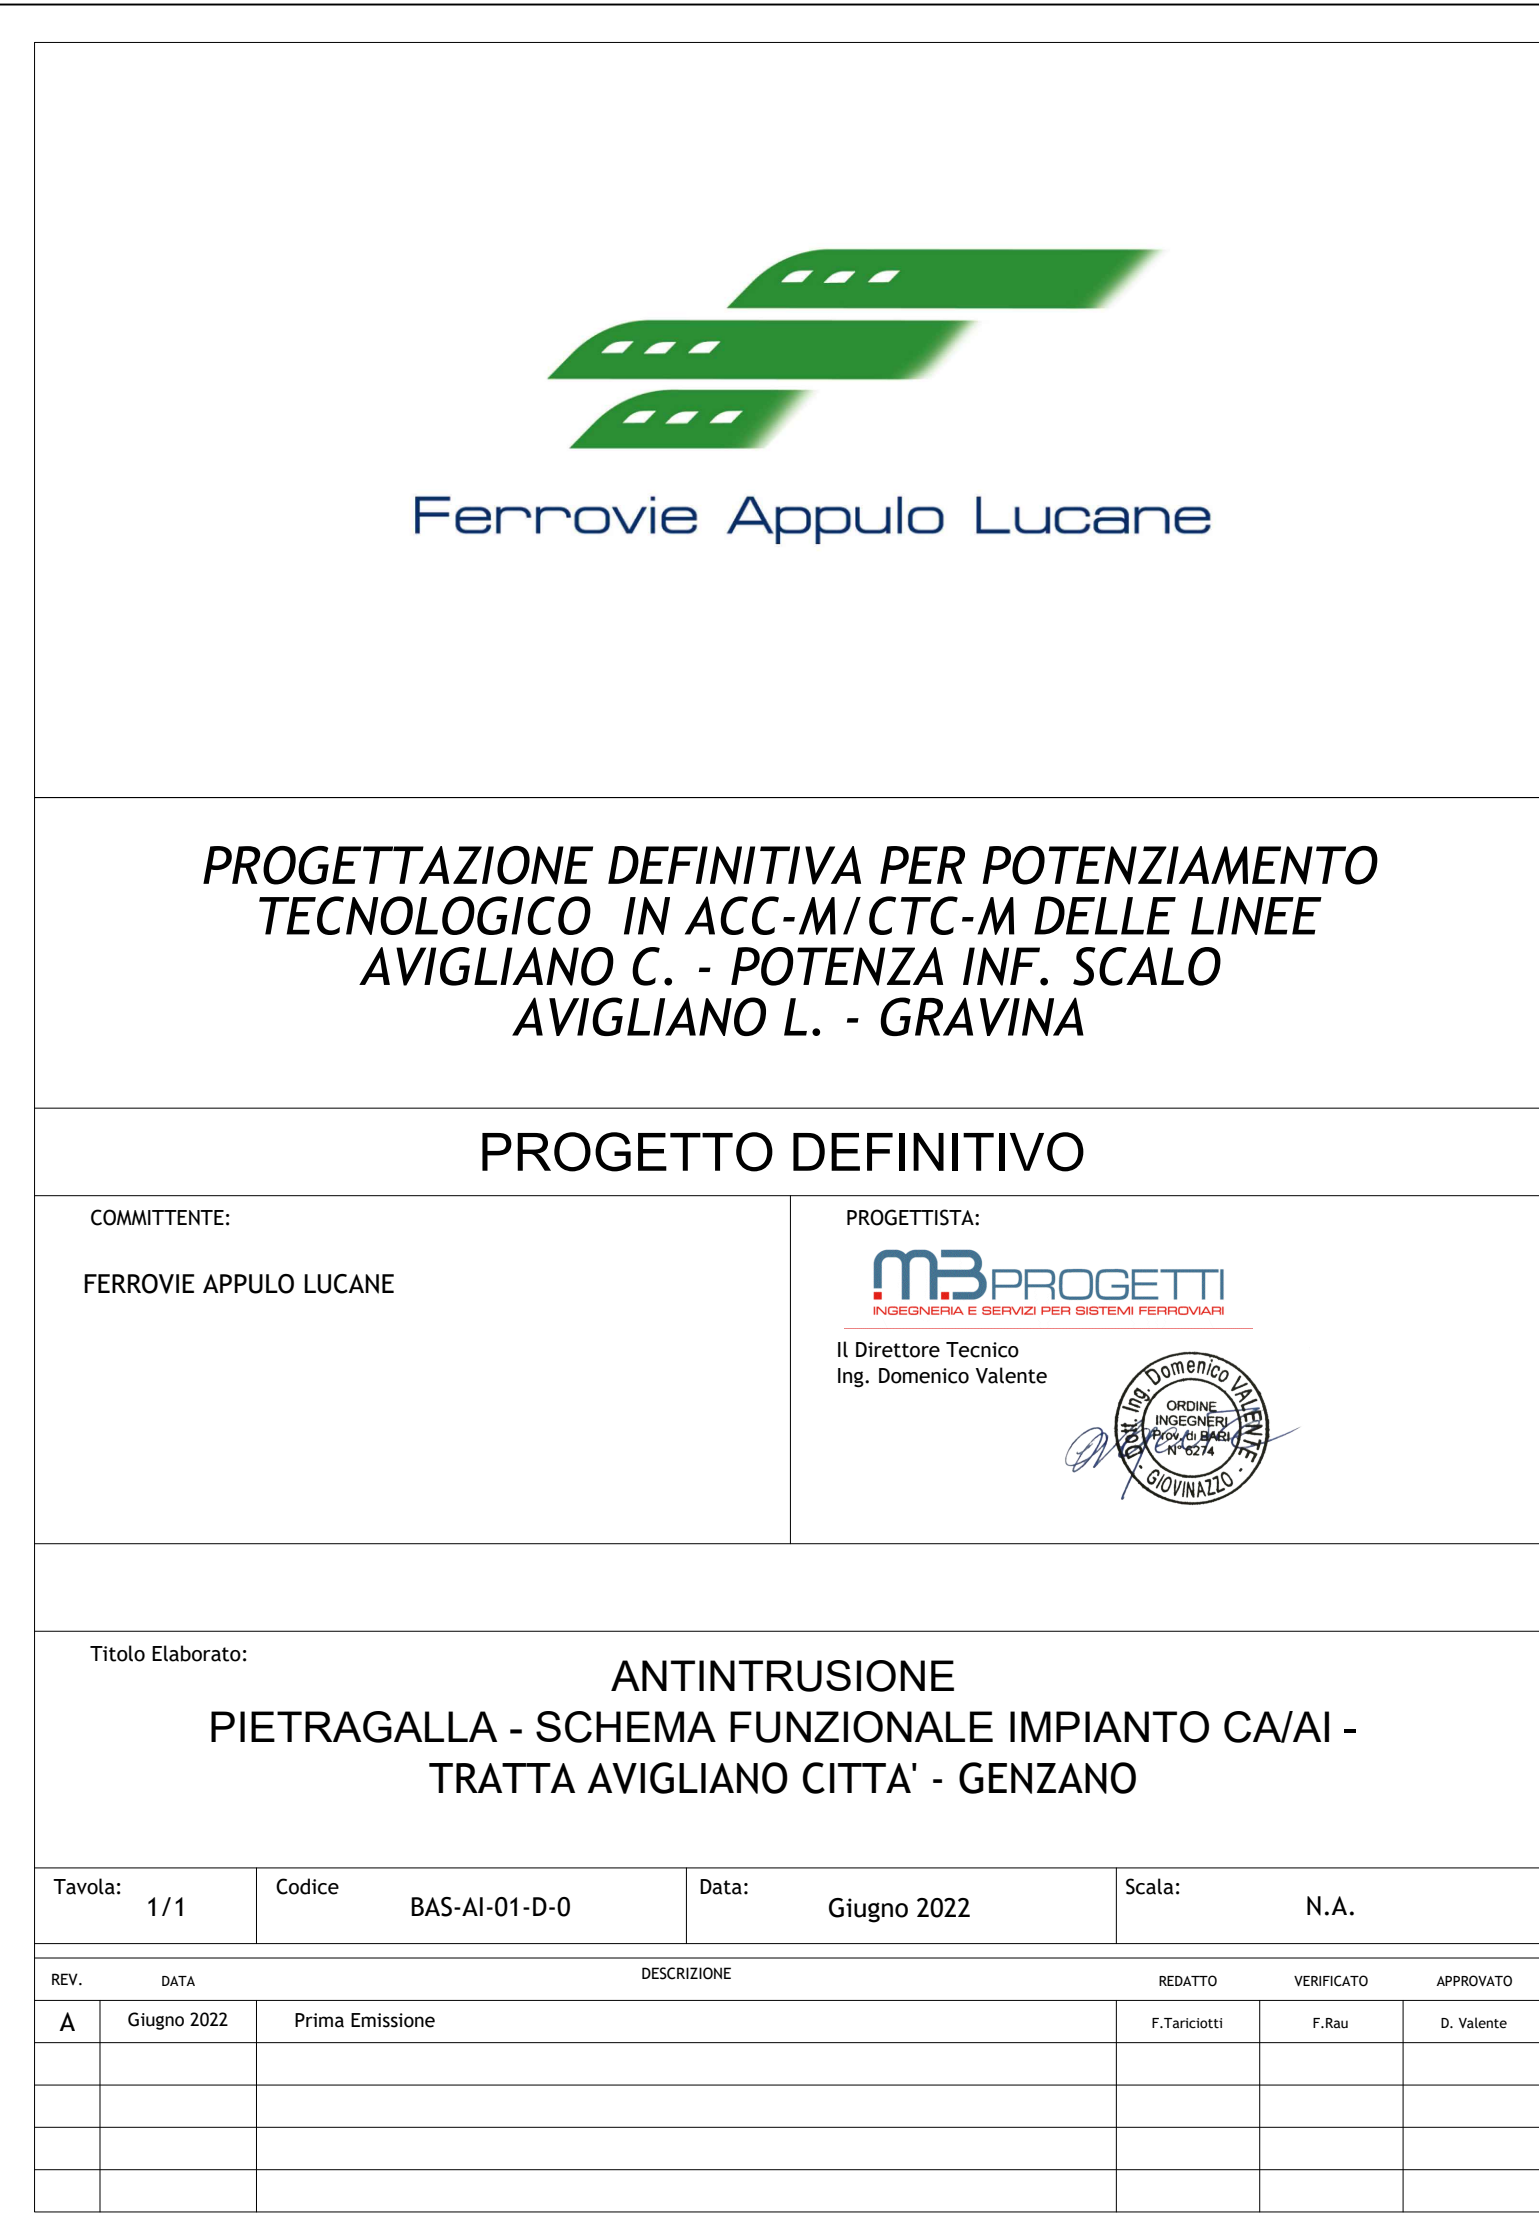 Ferrovie Appulo Lucane
PROGETTAZIONE DEFINITIVA PER POTENZIAMENTO
TECNOLOGICO IN ACC-M/CTC-M DELLE LINEE
AVIGLIANO C. - POTENZA INF. SCALO
AVIGLIANO L. - GRAVINA
PROGETTO DEFINITIVO
COMMITTENTE:
FERROVIE APPULO LUCANE
PROGETTISTA:
M.B PROGETTI
INGEGNERIA E SERVIZI PER SISTEMI FERROVIARI
Il Direttore Tecnico
Ing. Domenico Valente
Dott. Ing. Domenico VALENTE
ORDINE
INGEGNERI
Prov. di BARI
N° 6274
- GIOVINAZZO -
Titolo Elaborato:
ANTINTRUSIONE
PIETRAGALLA - SCHEMA FUNZIONALE IMPIANTO CA/AI -
TRATTA AVIGLIANO CITTA' - GENZANO
Tavola: 1/1
Codice BAS-AI-01-D-0
Data: Giugno 2022
Scala: N.A.
REV. DATA DESCRIZIONE REDATTO VERIFICATO APPROVATO
A Giugno 2022 Prima Emissione F.Tariciotti F.Rau D. Valente